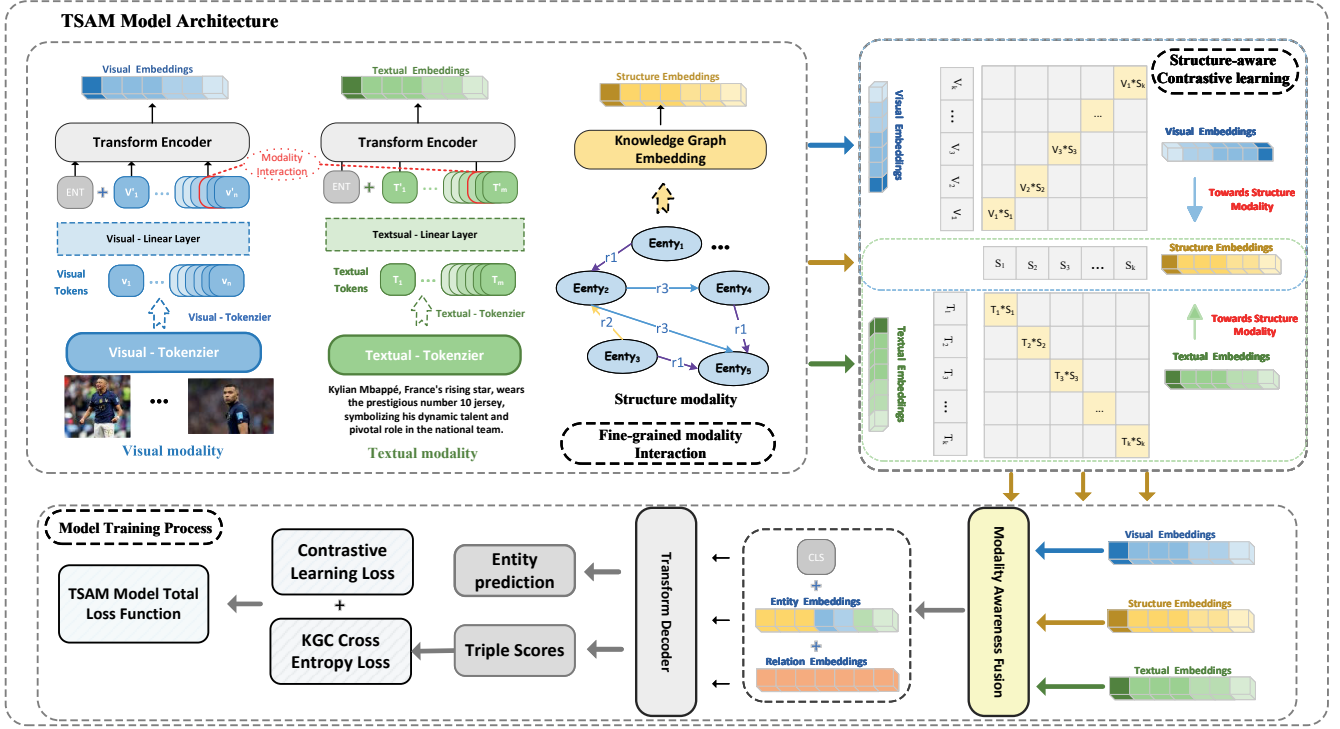 TSAM Model Architecture
Visual Embeddings
Transform Encoder
Modality
Interaction
ENT
+
V'1
...
v'n
Visual - Linear Layer
Visual
Tokens
v1
...
vn
Visual - Tokenzier
Visual - Tokenzier
...
Visual modality
Textual Embeddings
Transform Encoder
ENT
+
T'1
...
T'm
Textsual - Linear Layer
Textual
Tokens
T1
...
Tm
Textual - Tokenzier
Textual - Tokenzier
Kylian Mbappé, France's rising star, wears
the prestigious number 10 jersey,
symbolizing his dynamic talent and
pivotal role in the national team.
Textual modality
Structure Embeddings
Knowledge Graph
Embedding
Eenty1
...
r1
Eenty2
r3
Eenty4
r2
r3
r1
Eenty3
r1
Eenty5
Structure modality
Fine-grained modality
Interaction
Structure-aware
Contrastive learning
Visual Embeddings
Vk
...
V3
V2
V1
V1*Sk
...
V3*S3
V2*S2
V1*S1
Visual Embeddings
Towards Structure
Modality
S1
S2
S3
...
Sk
Structure Embeddings
Textual Embeddings
T1
T2
T3
...
Tk
T1*S1
T2*S2
T3*S3
...
Tk*Sk
Towards Structure
Modality
Textual Embeddings
Model Training Process
TSAM Model Total
Loss Function
Contrastive
Learning Loss
+
KGC Cross
Entropy Loss
Entity
prediction
Triple Scores
Transform Decoder
CLS
+
Entity Embeddings
+
Relation Embeddings
Modality Awareness Fusion
Visual Embeddings
Structure Embeddings
Textual Embeddings